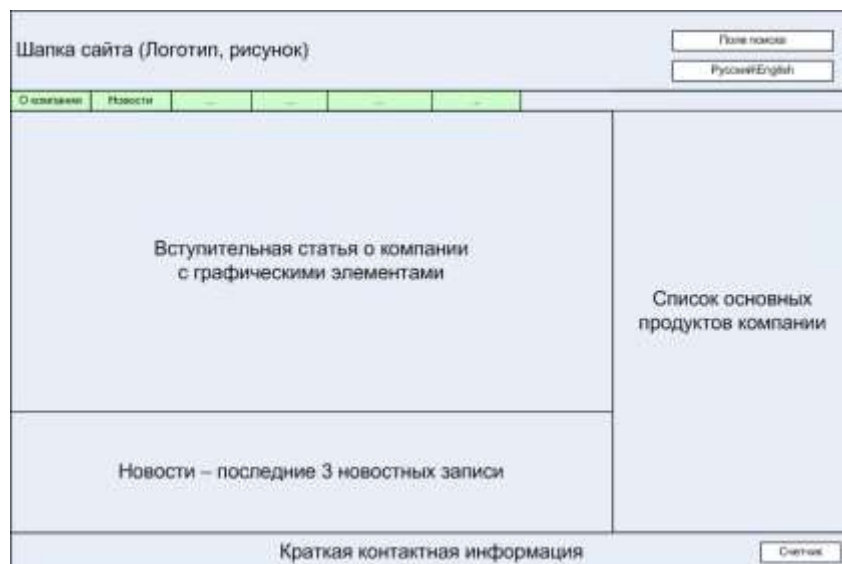 Шапка сайта (Логотип, рисунок)
Поле поиска
Русский\English
О компании
Новости
...
...
...
...
Вступительная статья о компании
с графическими элементами
Список основных
продуктов компании
Новости – последние 3 новостных записи
Краткая контактная информация
Счетчик